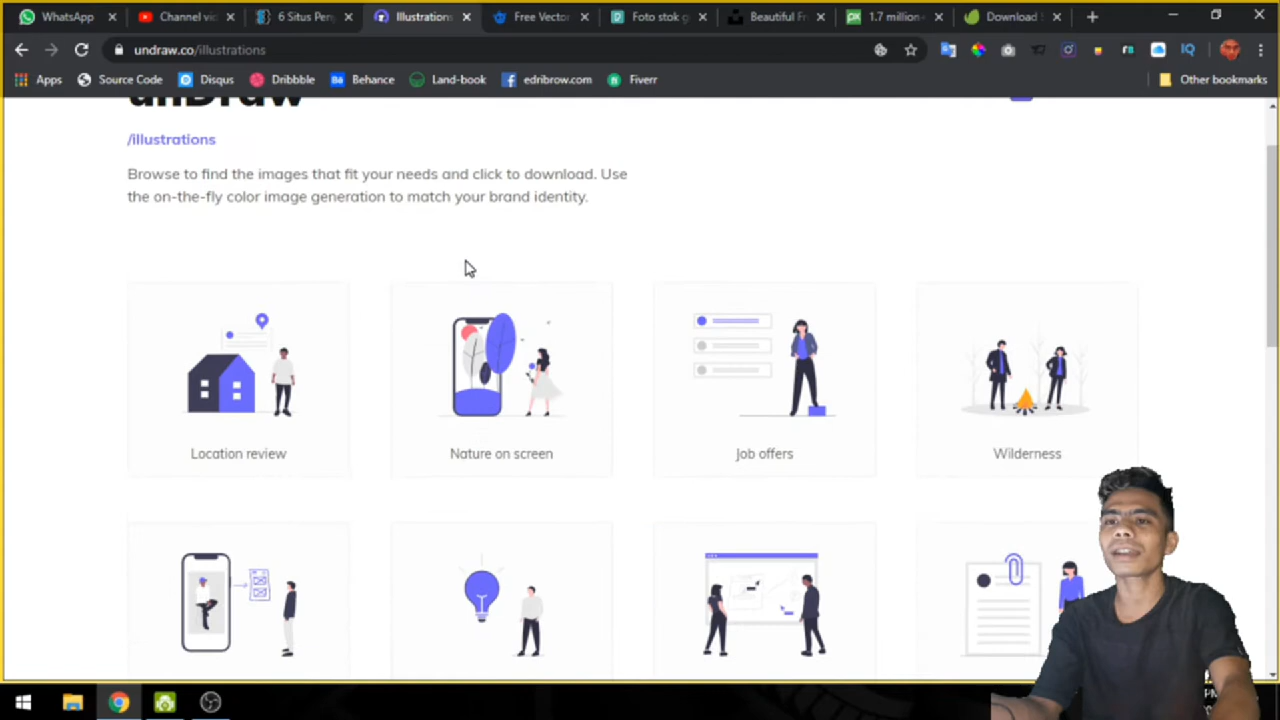 WhatsApp
Channel vi
6 Situs Pen
Illustrations
Free Vector
Foto stok g
Beautiful Fr
1.7 million+
Download
undraw.co/illustrations
Apps
Source Code
Disqus
Dribbble
Behance
Land-book
edribrow.com
Fiverr
Other bookmarks
unDraw
/illustrations
Browse to find the images that fit your needs and click to download. Use
the on-the-fly color image generation to match your brand identity.
Location review
Nature on screen
Job offers
Wilderness